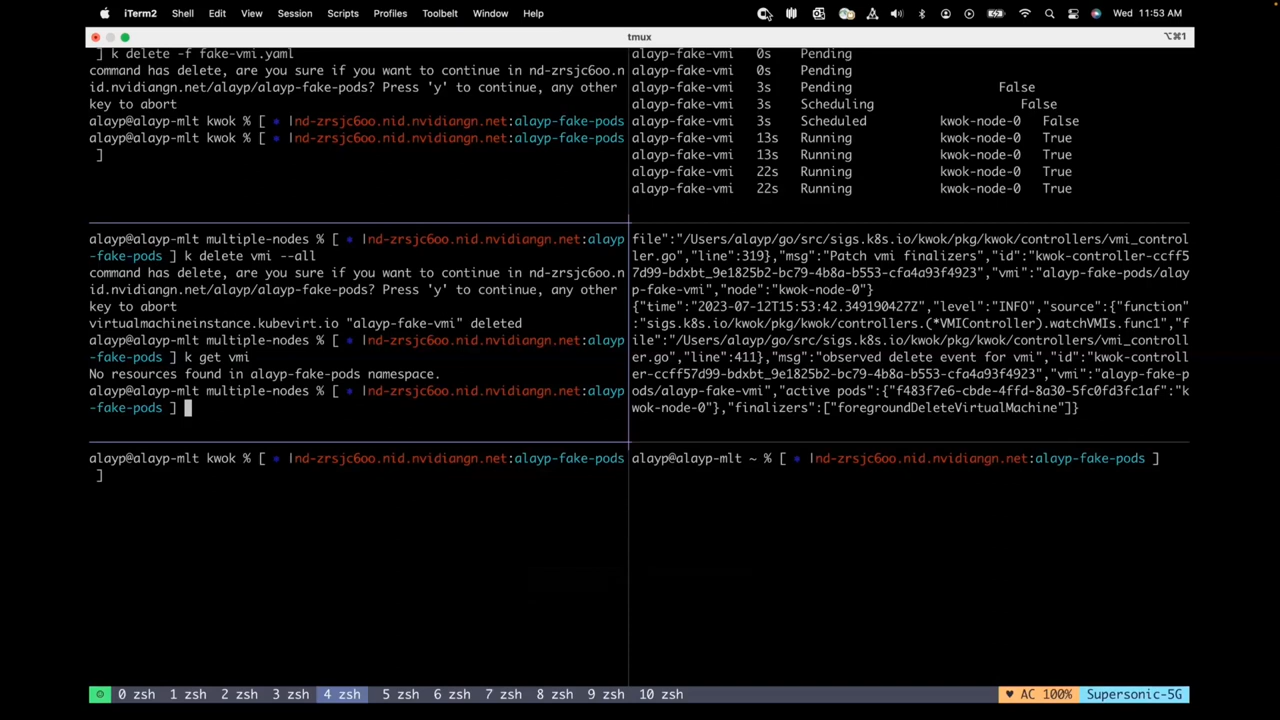 iTerm2 Shell Edit View Session Scripts Profiles Toolbelt Window Help Wed 11:53 AM
tmux ⌥⌘1
] k delete -f fake-vmi.yaml
command has delete, are you sure if you want to continue in nd-zrsjc6oo.n
id.nvidiangn.net/alayp/alayp-fake-pods? Press 'y' to continue, any other
key to abort
alayp@alayp-mlt kwok % [ ⎈ |nd-zrsjc6oo.nid.nvidiangn.net:alayp-fake-pods
alayp@alayp-mlt kwok % [ ⎈ |nd-zrsjc6oo.nid.nvidiangn.net:alayp-fake-pods
]
alayp-fake-vmi 0s Pending
alayp-fake-vmi 0s Pending
alayp-fake-vmi 3s Pending False
alayp-fake-vmi 3s Scheduling False
alayp-fake-vmi 3s Scheduled kwok-node-0 False
alayp-fake-vmi 13s Running kwok-node-0 True
alayp-fake-vmi 13s Running kwok-node-0 True
alayp-fake-vmi 22s Running kwok-node-0 True
alayp-fake-vmi 22s Running kwok-node-0 True
alayp@alayp-mlt multiple-nodes % [ ⎈ |nd-zrsjc6oo.nid.nvidiangn.net:alayp
-fake-pods ] k delete vmi --all
command has delete, are you sure if you want to continue in nd-zrsjc6oo.n
id.nvidiangn.net/alayp/alayp-fake-pods? Press 'y' to continue, any other
key to abort
virtualmachineinstance.kubevirt.io "alayp-fake-vmi" deleted
alayp@alayp-mlt multiple-nodes % [ ⎈ |nd-zrsjc6oo.nid.nvidiangn.net:alayp
-fake-pods ] k get vmi
No resources found in alayp-fake-pods namespace.
alayp@alayp-mlt multiple-nodes % [ ⎈ |nd-zrsjc6oo.nid.nvidiangn.net:alayp
-fake-pods ]
file":"/Users/alayp/go/src/sigs.k8s.io/kwok/pkg/kwok/controllers/vmi_control
ler.go","line":319},"msg":"Patch vmi finalizers","id":"kwok-controller-ccff5
7d99-bdxbt_9e1825b2-bc79-4b8a-b553-cfa4a93f4923","vmi":"alayp-fake-pods/alay
p-fake-vmi","node":"kwok-node-0"}
{"time":"2023-07-12T15:53:42.349190427Z","level":"INFO","source":{"function"
:"sigs.k8s.io/kwok/pkg/kwok/controllers.(*VMIController).watchVMIs.func1","f
ile":"/Users/alayp/go/src/sigs.k8s.io/kwok/pkg/kwok/controllers/vmi_controll
er.go","line":411},"msg":"observed delete event for vmi","id":"kwok-controll
er-ccff57d99-bdxbt_9e1825b2-bc79-4b8a-b553-cfa4a93f4923","vmi":"alayp-fake-p
ods/alayp-fake-vmi","active pods":{"f483f7e6-cbde-4ffd-8a30-5fc0fd3fc1af":"k
wok-node-0"},"finalizers":["foregroundDeleteVirtualMachine"]}
alayp@alayp-mlt kwok % [ ⎈ |nd-zrsjc6oo.nid.nvidiangn.net:alayp-fake-pods
]
alayp@alayp-mlt ~ % [ ⎈ |nd-zrsjc6oo.nid.nvidiangn.net:alayp-fake-pods ]
0 zsh 1 zsh 2 zsh 3 zsh 4 zsh 5 zsh 6 zsh 7 zsh 8 zsh 9 zsh 10 zsh ♥ AC 100% Supersonic-5G